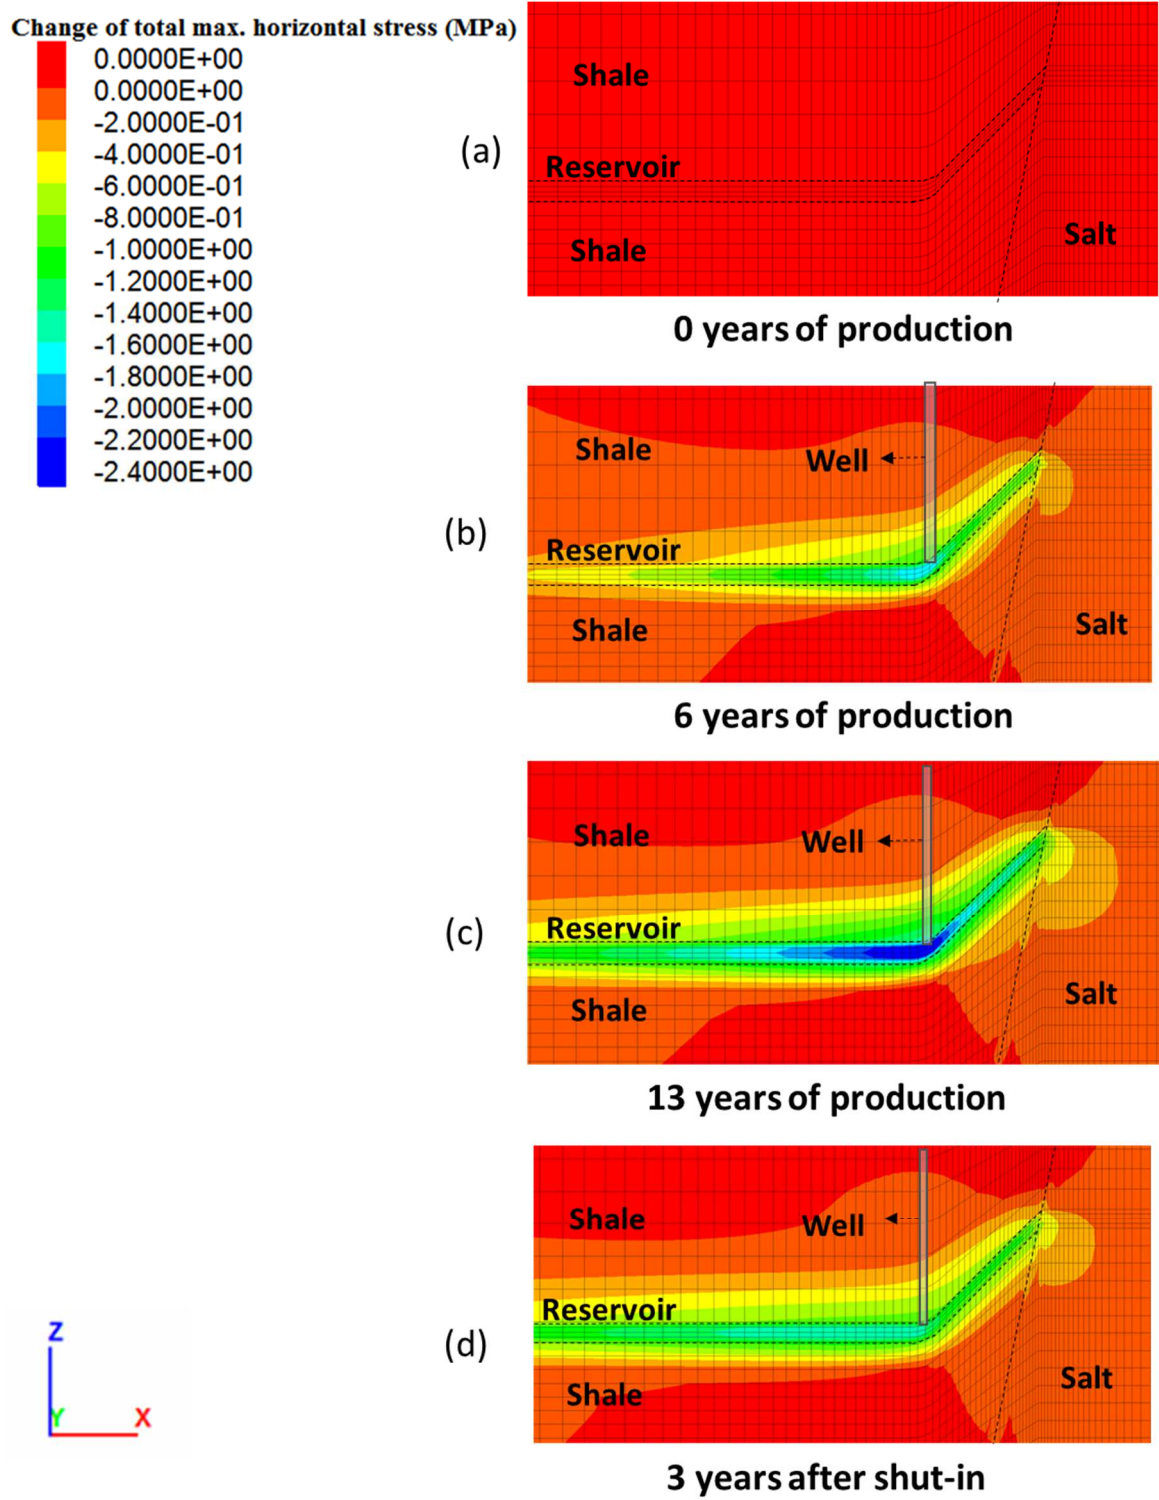 Change of total max. horizontal stress (MPa)
0.0000E+00
0.0000E+00
-2.0000E-01
-4.0000E-01
-6.0000E-01
-8.0000E-01
-1.0000E+00
-1.2000E+00
-1.4000E+00
-1.6000E+00
-1.8000E+00
-2.0000E+00
-2.2000E+00
-2.4000E+00
(a)
Shale
Reservoir
Shale
Salt
0 years of production
(b)
Shale
Well
Reservoir
Shale
Salt
6 years of production
(c)
Shale
Well
Reservoir
Shale
Salt
13 years of production
(d)
Shale
Well
Reservoir
Shale
Salt
3 years after shut-in
Z
Y
X